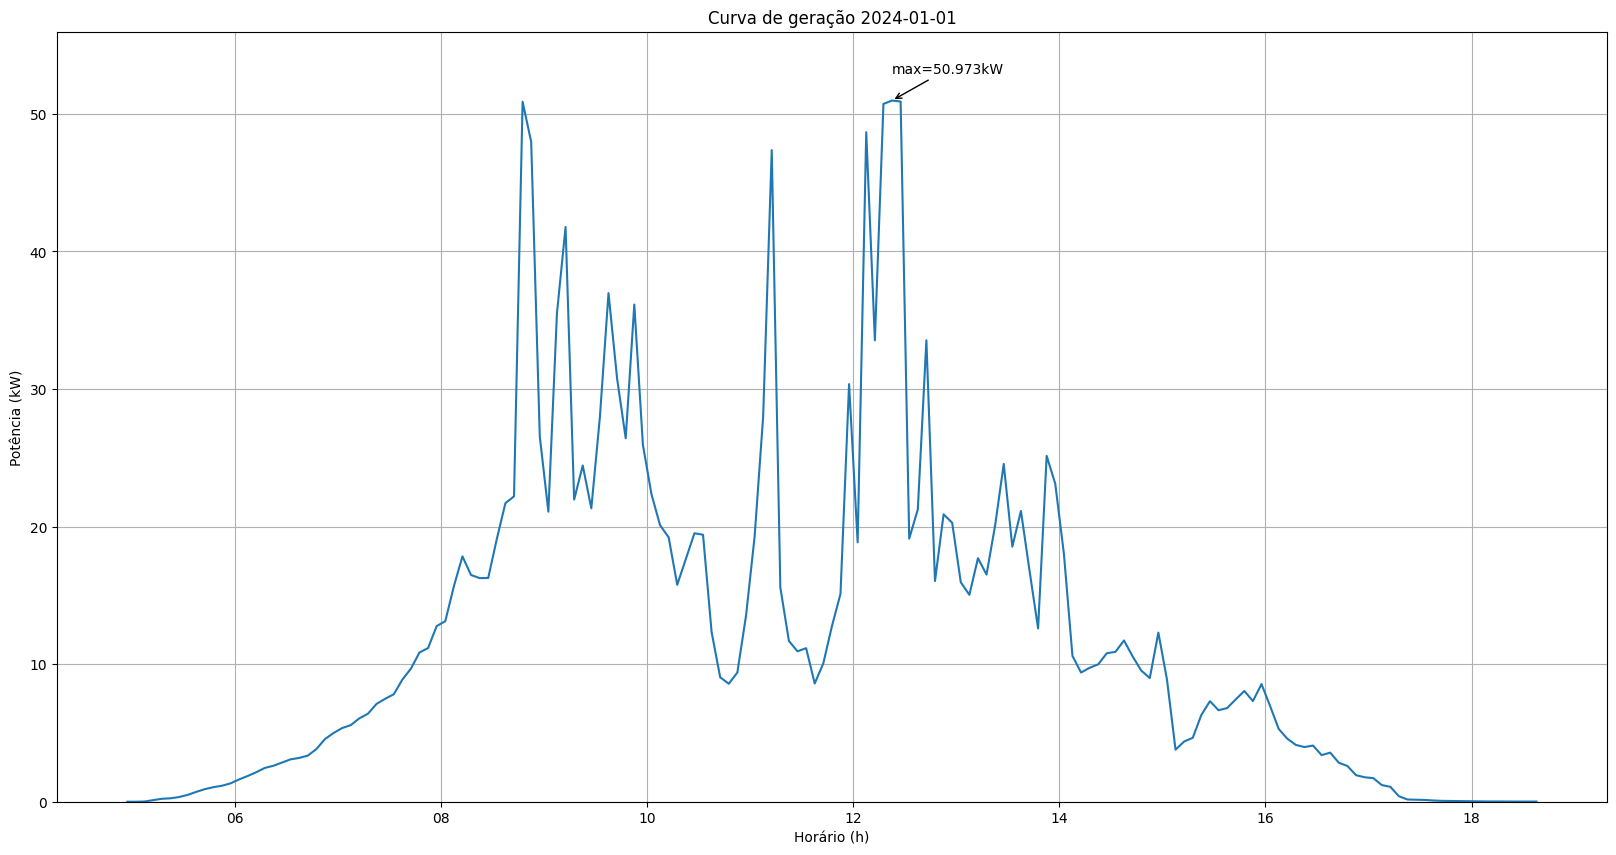 Curva de geração 2024-01-01
max=50.973kW
50
40
30
20
10
0
Potência (kW)
06 08 10 12 14 16 18
Horário (h)